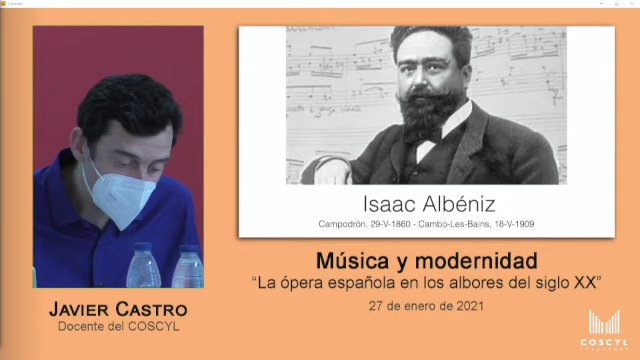 Isaac Albéniz
Campodrón, 29-V-1860 - Cambo-Les-Bains, 18-V-1909
Música y modernidad
“La ópera española en los albores del siglo XX”
27 de enero de 2021
JAVIER CASTRO
Docente del COSCYL
COSCYL